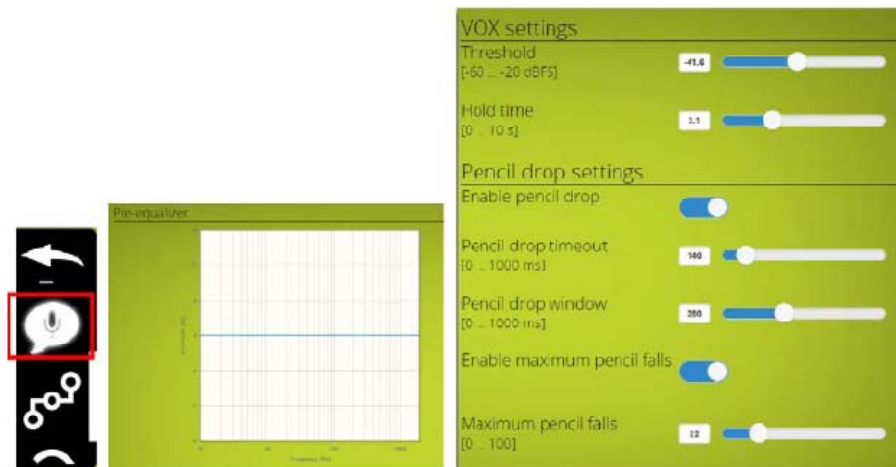 Pre-equalizer
VOX settings
Threshold
-41.6
[-60 ... -20 dBFS]
Hold time
3.1
[0 ... 10 s]
Pencil drop settings
Enable pencil drop
Pencil drop timeout
140
[0 ... 1000 ms]
Pencil drop window
[0 ... 1000 ms]
Enable maximum pencil falls
Maximum pencil falls
22
[0 ... 100]